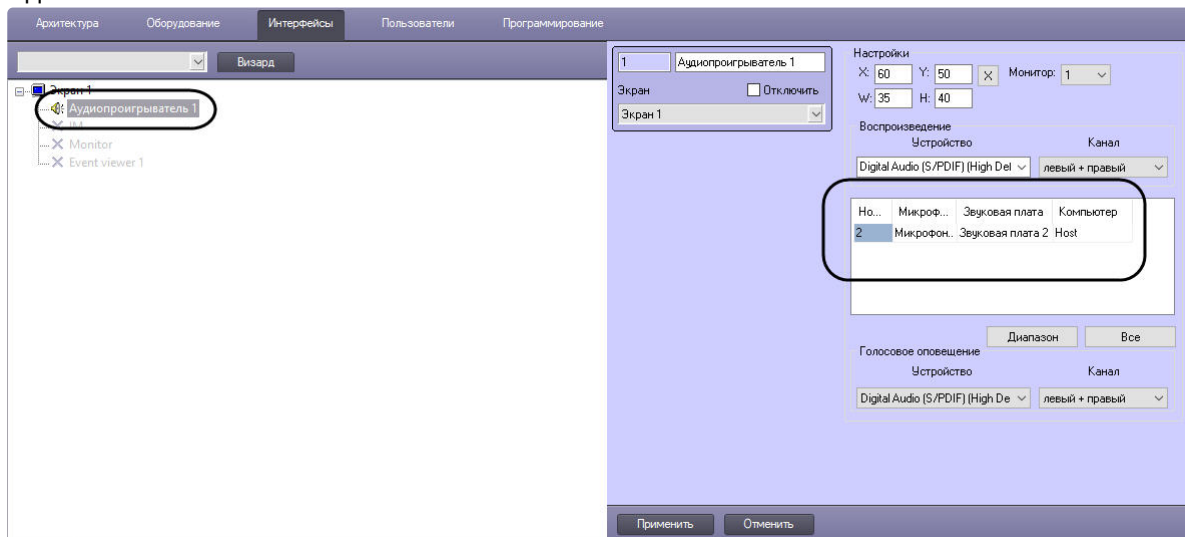 Архитектура Оборудование Интерфейсы Пользователи Программирование
Визард
Экран 1
Аудиопроигрыватель 1
IM
Monitor
Event viewer 1
1 Аудиопроигрыватель 1
Экран Отключить
Экран 1
Настройки
X: 60 Y: 50 X Монитор: 1
W: 35 H: 40
Воспроизведение
Устройство Канал
Digital Audio (S/PDIF) (High Def левый + правый
Но... Микроф... Звуковая плата Компьютер
2 Микрофон.. Звуковая плата 2 Host
Диапазон Все
Голосовое оповещение
Устройство Канал
Digital Audio (S/PDIF) (High De левый + правый
Применить Отменить